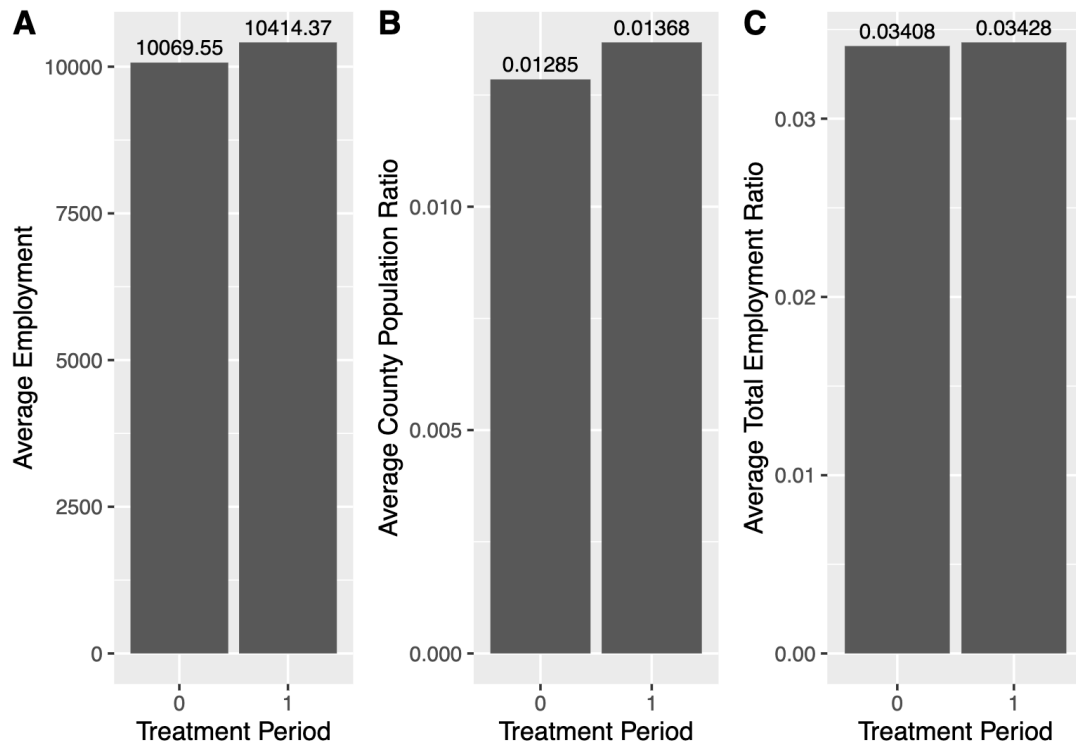 A
10069.55
10414.37
10000
7500
5000
2500
0
Average Employment
0
1
Treatment Period
B
0.01285
0.01368
0.010
0.005
0.000
Average County Population Ratio
0
1
Treatment Period
C
0.03408
0.03428
0.03
0.02
0.01
0.00
Average Total Employment Ratio
0
1
Treatment Period